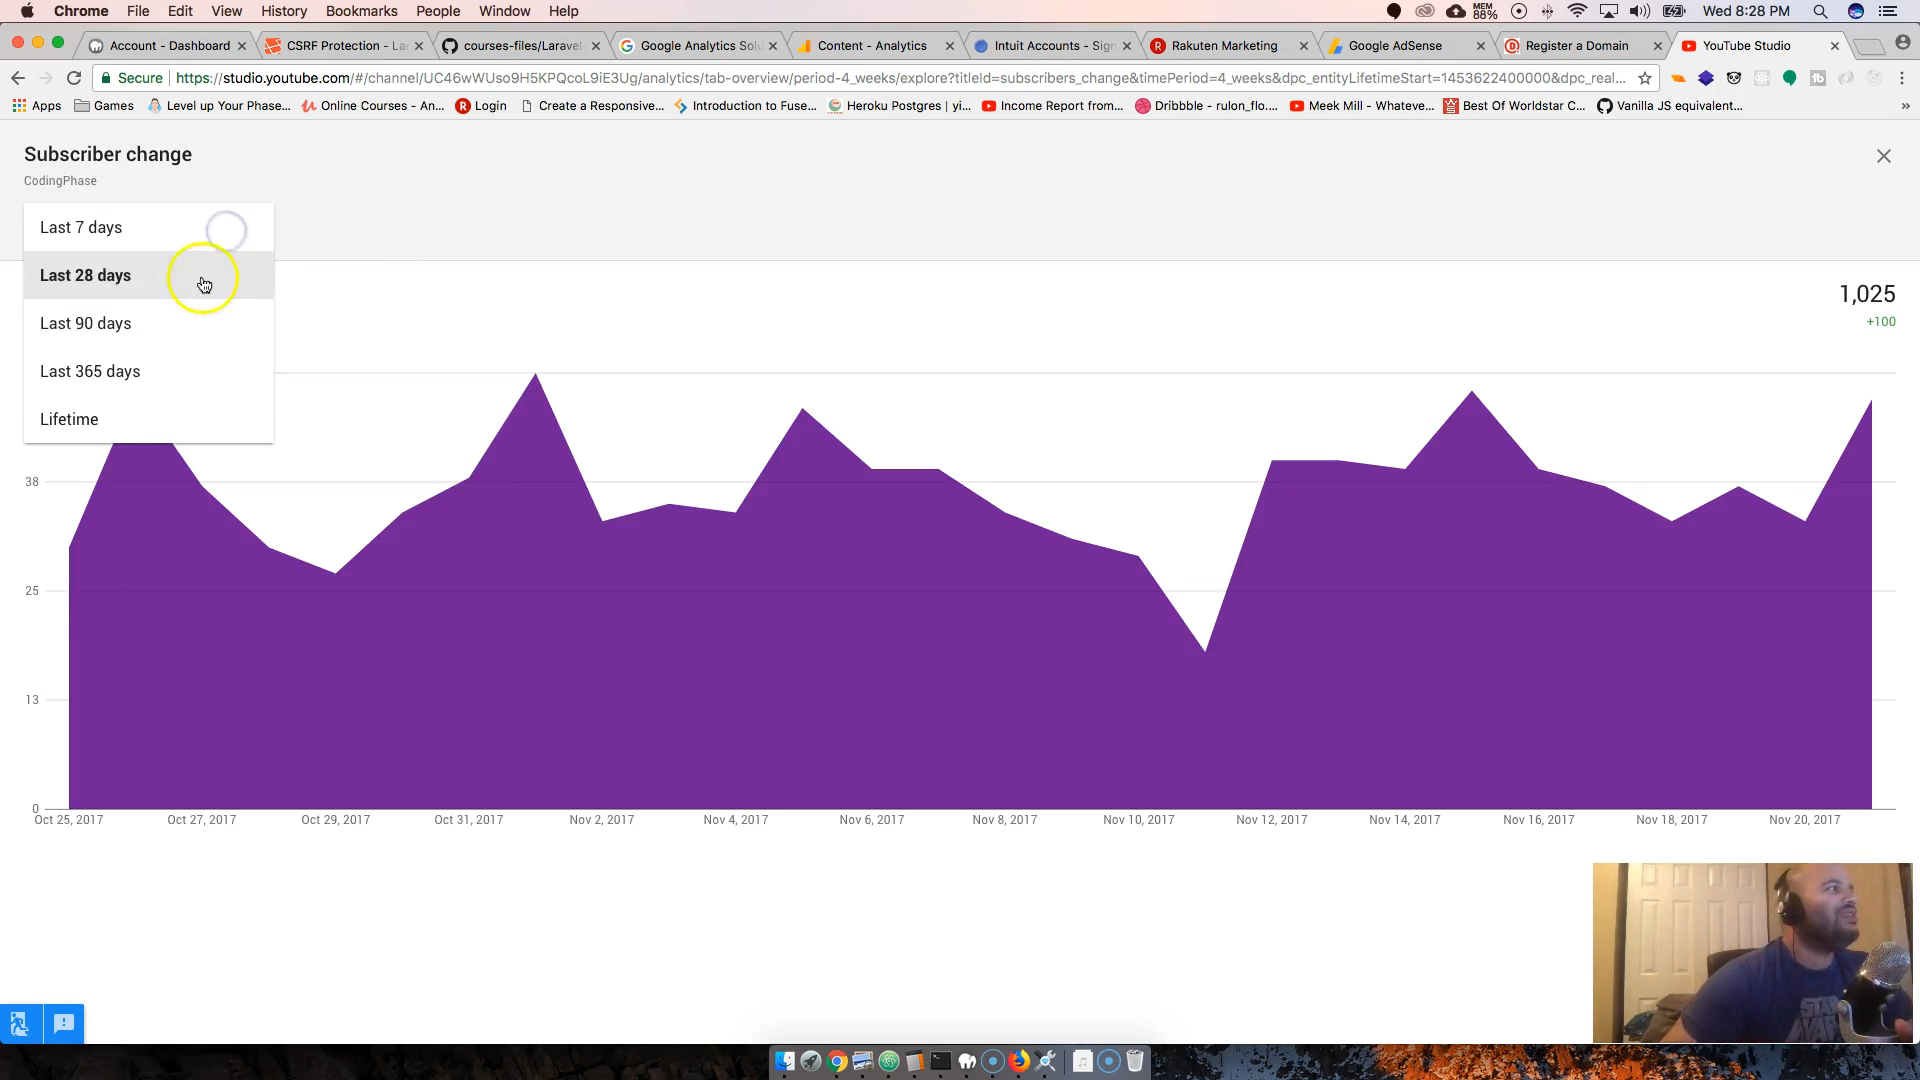 Chrome File Edit View History Bookmarks People Window Help MEM 88% Wed 8:28 PM
Account - Dashboard CSRF Protection - La courses-files/Laravel- Google Analytics Solu Content - Analytics Intuit Accounts - Sign Rakuten Marketing Google AdSense Register a Domain YouTube Studio
Secure https://studio.youtube.com/#/channel/UC46wWUso9H5KPQcoL9iE3Ug/analytics/tab-overview/period-4_weeks/explore?titleId=subscribers_change&timePeriod=4_weeks&dpc_entityLifetimeStart=1453622400000&dpc_real...
Apps Games Level up Your Phase... Online Courses - An... Login Create a Responsive... Introduction to Fuse... Heroku Postgres | yi... Income Report from... Dribbble - rulon_flo.... Meek Mill - Whateve... Best Of Worldstar C... Vanilla JS equivalent... »
Subscriber change
CodingPhase
Last 7 days
Last 28 days
Last 90 days
Last 365 days
Lifetime
1,025
+100
38
25
13
0
Oct 25, 2017 Oct 27, 2017 Oct 29, 2017 Oct 31, 2017 Nov 2, 2017 Nov 4, 2017 Nov 6, 2017 Nov 8, 2017 Nov 10, 2017 Nov 12, 2017 Nov 14, 2017 Nov 16, 2017 Nov 18, 2017 Nov 20, 2017